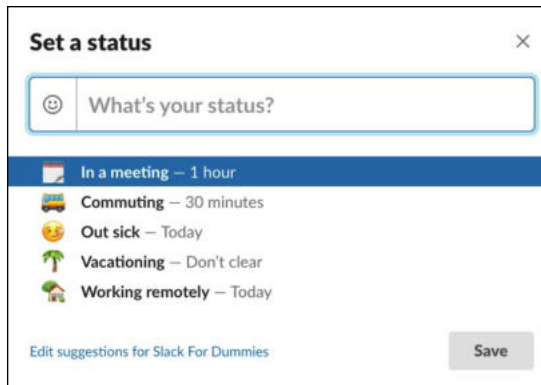 Set a status
What's your status?
In a meeting — 1 hour
Commuting — 30 minutes
Out sick — Today
Vacationing — Don't clear
Working remotely — Today
Edit suggestions for Slack For Dummies
Save